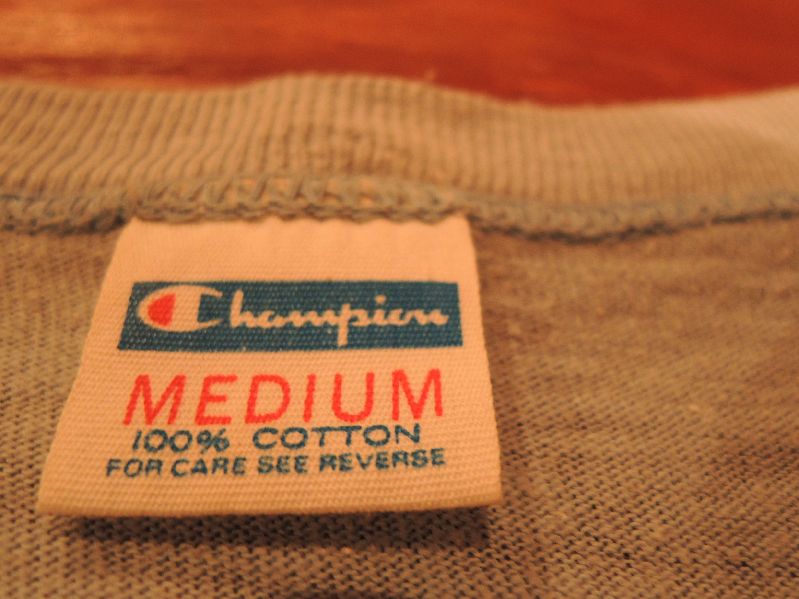 Champion
MEDIUM
100% COTTON
FOR CARE SEE REVERSE